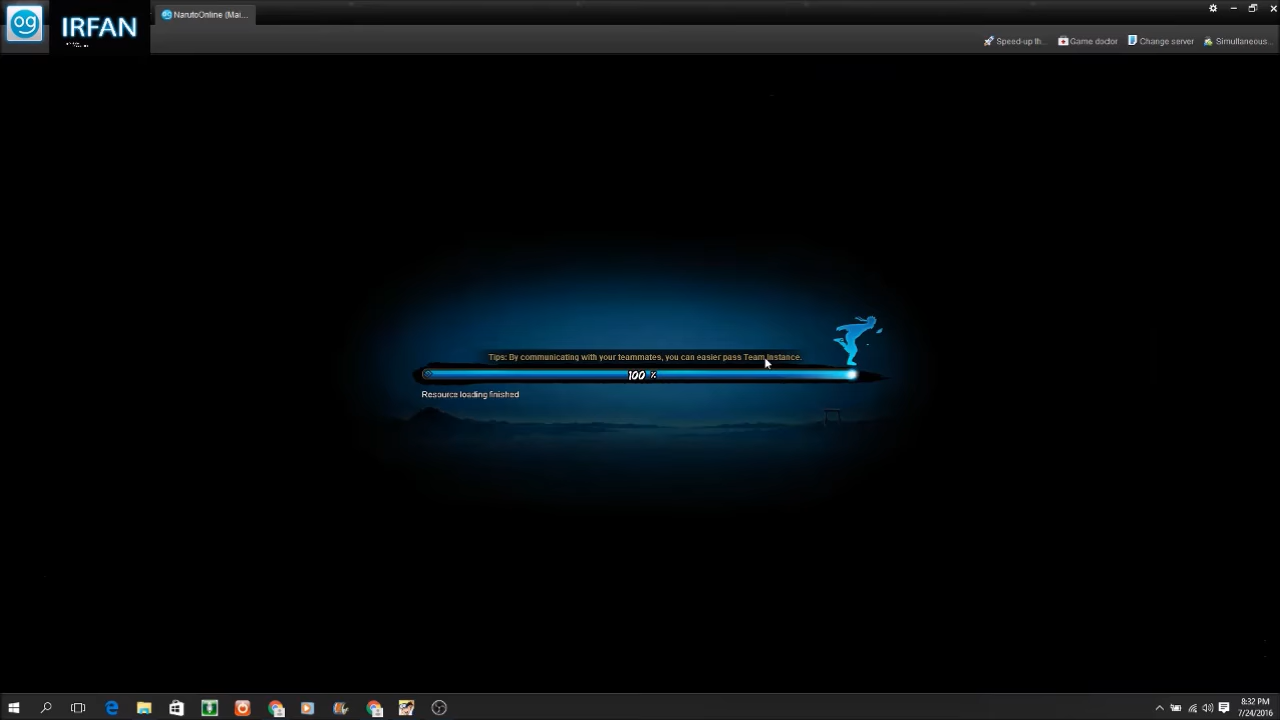 og
IRFAN
NarutoOnline (Mai...
Speed-up th...
Game doctor
Change server
Simultaneous...
Tips: By communicating with your teammates, you can easier pass Team Instance.
100 %
Resource loading finished
8:32 PM
7/24/2016